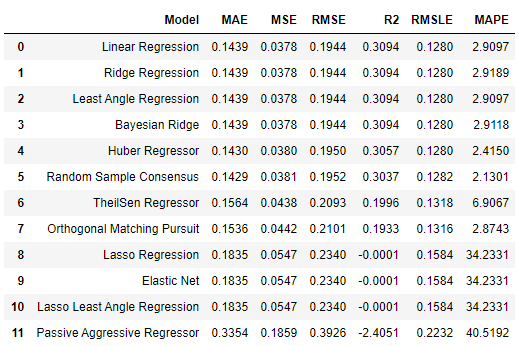 Model MAE MSE RMSE R2 RMSLE MAPE
0 Linear Regression 0.1439 0.0378 0.1944 0.3094 0.1280 2.9097
1 Ridge Regression 0.1439 0.0378 0.1944 0.3094 0.1280 2.9189
2 Least Angle Regression 0.1439 0.0378 0.1944 0.3094 0.1280 2.9097
3 Bayesian Ridge 0.1439 0.0378 0.1944 0.3094 0.1280 2.9118
4 Huber Regressor 0.1430 0.0380 0.1950 0.3057 0.1280 2.4150
5 Random Sample Consensus 0.1429 0.0381 0.1952 0.3037 0.1282 2.1301
6 TheilSen Regressor 0.1564 0.0438 0.2093 0.1996 0.1318 6.9067
7 Orthogonal Matching Pursuit 0.1536 0.0442 0.2101 0.1933 0.1316 2.8743
8 Lasso Regression 0.1835 0.0547 0.2340 -0.0001 0.1584 34.2331
9 Elastic Net 0.1835 0.0547 0.2340 -0.0001 0.1584 34.2331
10 Lasso Least Angle Regression 0.1835 0.0547 0.2340 -0.0001 0.1584 34.2331
11 Passive Aggressive Regressor 0.3354 0.1859 0.3926 -2.4051 0.2232 40.5192